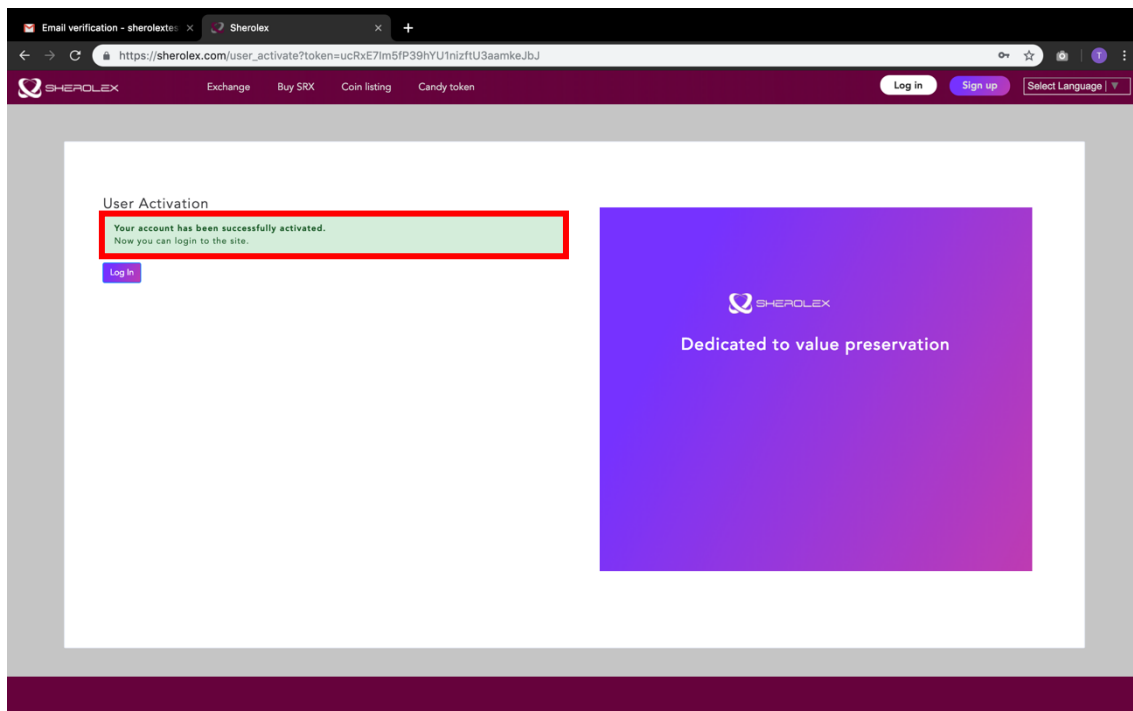 Email verification - sherolextes
Sherolex
https://sherolex.com/user_activate?token=ucRxE7Im5fP39hYU1nizftU3aamkeJbJ
T
SHEROLEX
Exchange
Buy SRX
Coin listing
Candy token
Log in
Sign up
Select Language
User Activation
Your account has been successfully activated.
Now you can login to the site.
Log In
SHEROLEX
Dedicated to value preservation